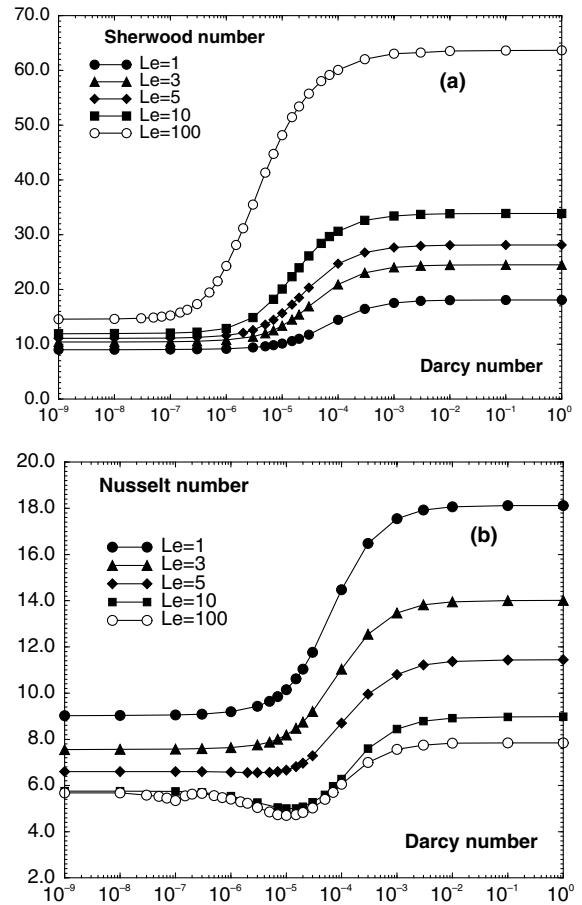 70.0
Sherwood number
Le=1
Le=3
Le=5
Le=10
Le=100
(a)
60.0
50.0
40.0
30.0
20.0
10.0
0.0
Darcy number
10⁻⁹ 10⁻⁸ 10⁻⁷ 10⁻⁶ 10⁻⁵ 10⁻⁴ 10⁻³ 10⁻² 10⁻¹ 10⁰
20.0
Nusselt number
Le=1
Le=3
Le=5
Le=10
Le=100
(b)
18.0
16.0
14.0
12.0
10.0
8.0
6.0
4.0
2.0
Darcy number
10⁻⁹ 10⁻⁸ 10⁻⁷ 10⁻⁶ 10⁻⁵ 10⁻⁴ 10⁻³ 10⁻² 10⁻¹ 10⁰